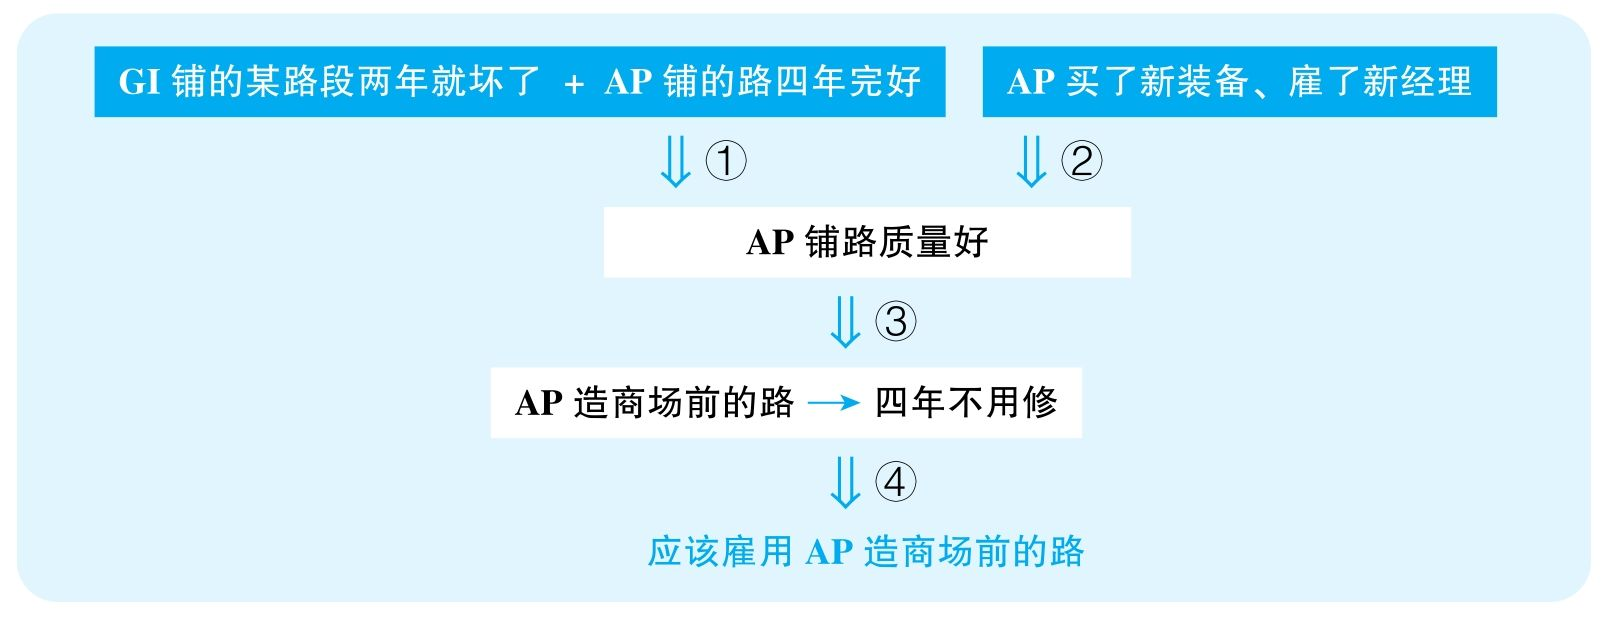 GI 铺的某路段两年就坏了 + AP 铺的路四年完好
AP 买了新装备、雇了新经理
①
②
AP 铺路质量好
③
AP 造商场前的路 → 四年不用修
④
应该雇用 AP 造商场前的路